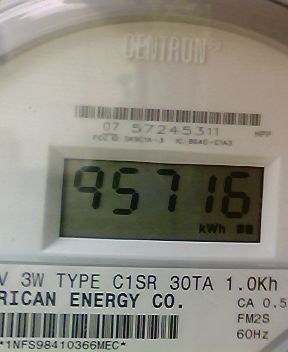 CENTRON
07 57245311
HPP
95716
kWh
V 3W TYPE C1SR 30TA 1.0Kh
RICAN ENERGY CO.
CA 0.5
FM2S
60Hz
*1NFS98410366MEC*